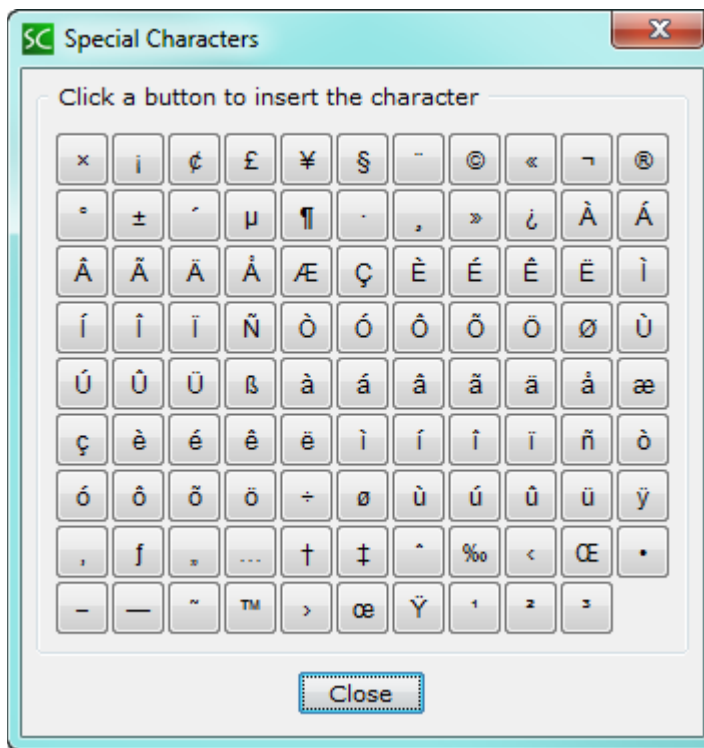 SC Special Characters
Click a button to insert the character
× ¡ ¢ £ ¥ § ¨ © « ¬ ®
° ± ´ µ ¶ · ¸ » ¿ À Á
Â Ã Ä Å Æ Ç È É Ê Ë Ì
Í Î Ï Ñ Ò Ó Ô Õ Ö Ø Ù
Ú Û Ü ß à á â ã ä å æ
ç è é ê ë ì í î ï ñ ò
ó ô õ ö ÷ ø ù ú û ü ÿ
‚ ƒ „ … † ‡ ˆ ‰ ‹ Œ •
– — ˜ ™ › œ Ÿ ¹ ² ³
Close